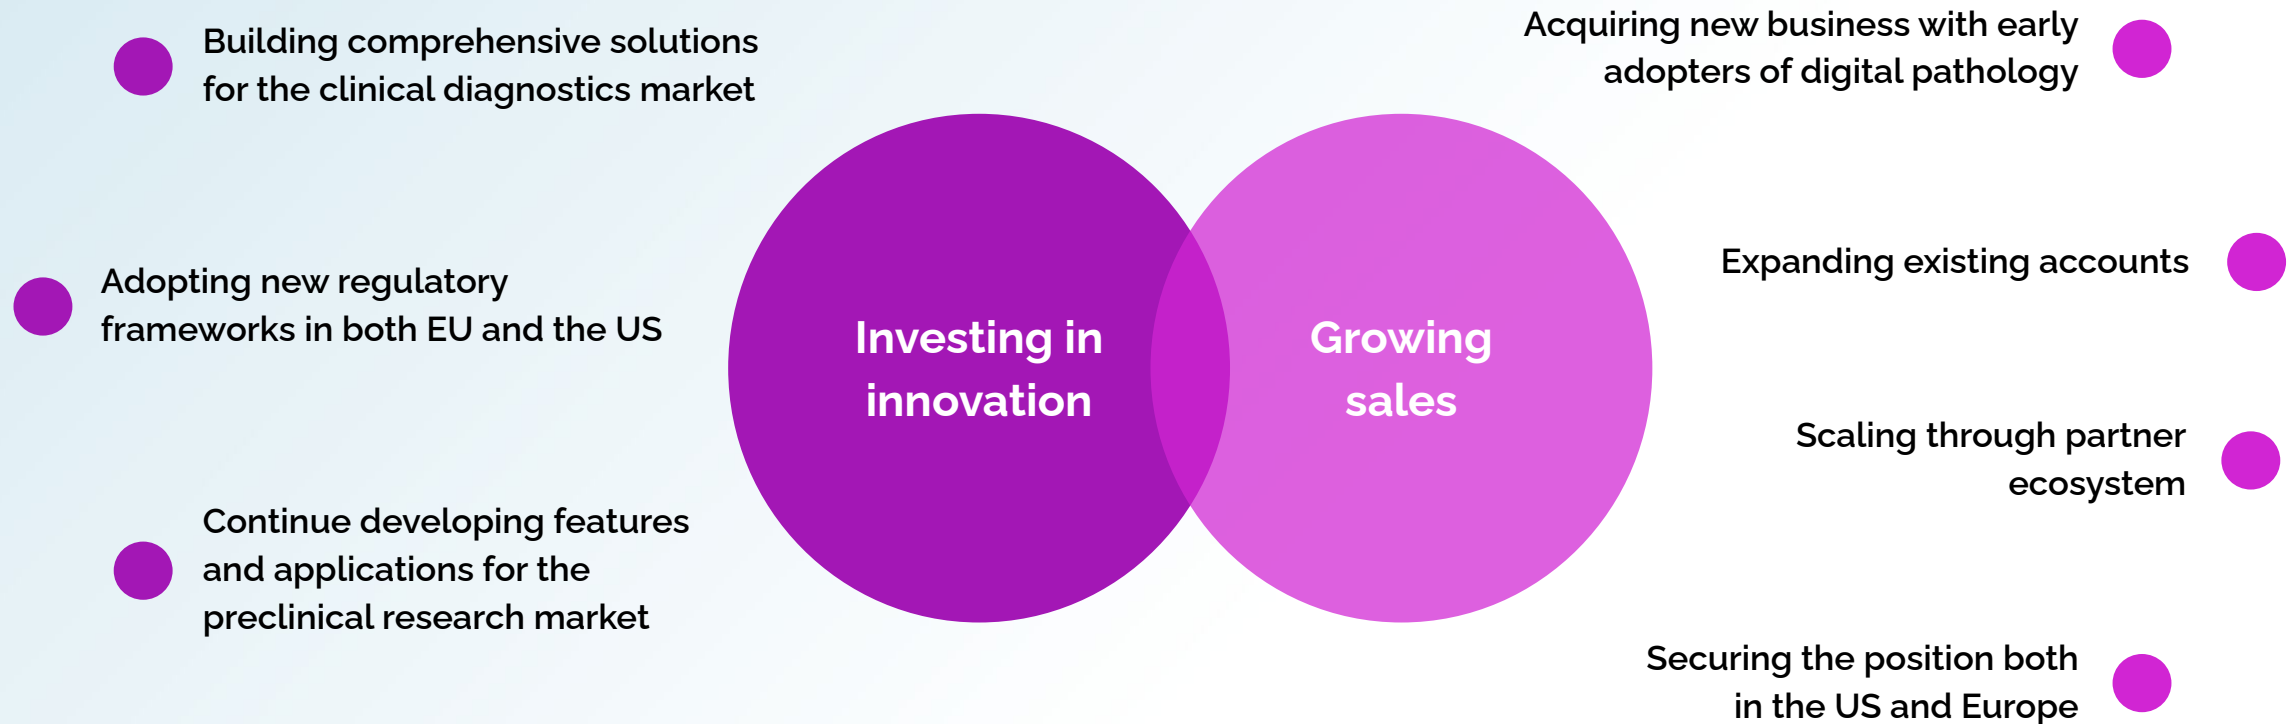 Building comprehensive solutions
for the clinical diagnostics market
Adopting new regulatory
frameworks in both EU and the US
Continue developing features
and applications for the
preclinical research market
Investing in
innovation
Growing
sales
Acquiring new business with early
adopters of digital pathology
Expanding existing accounts
Scaling through partner
ecosystem
Securing the position both
in the US and Europe